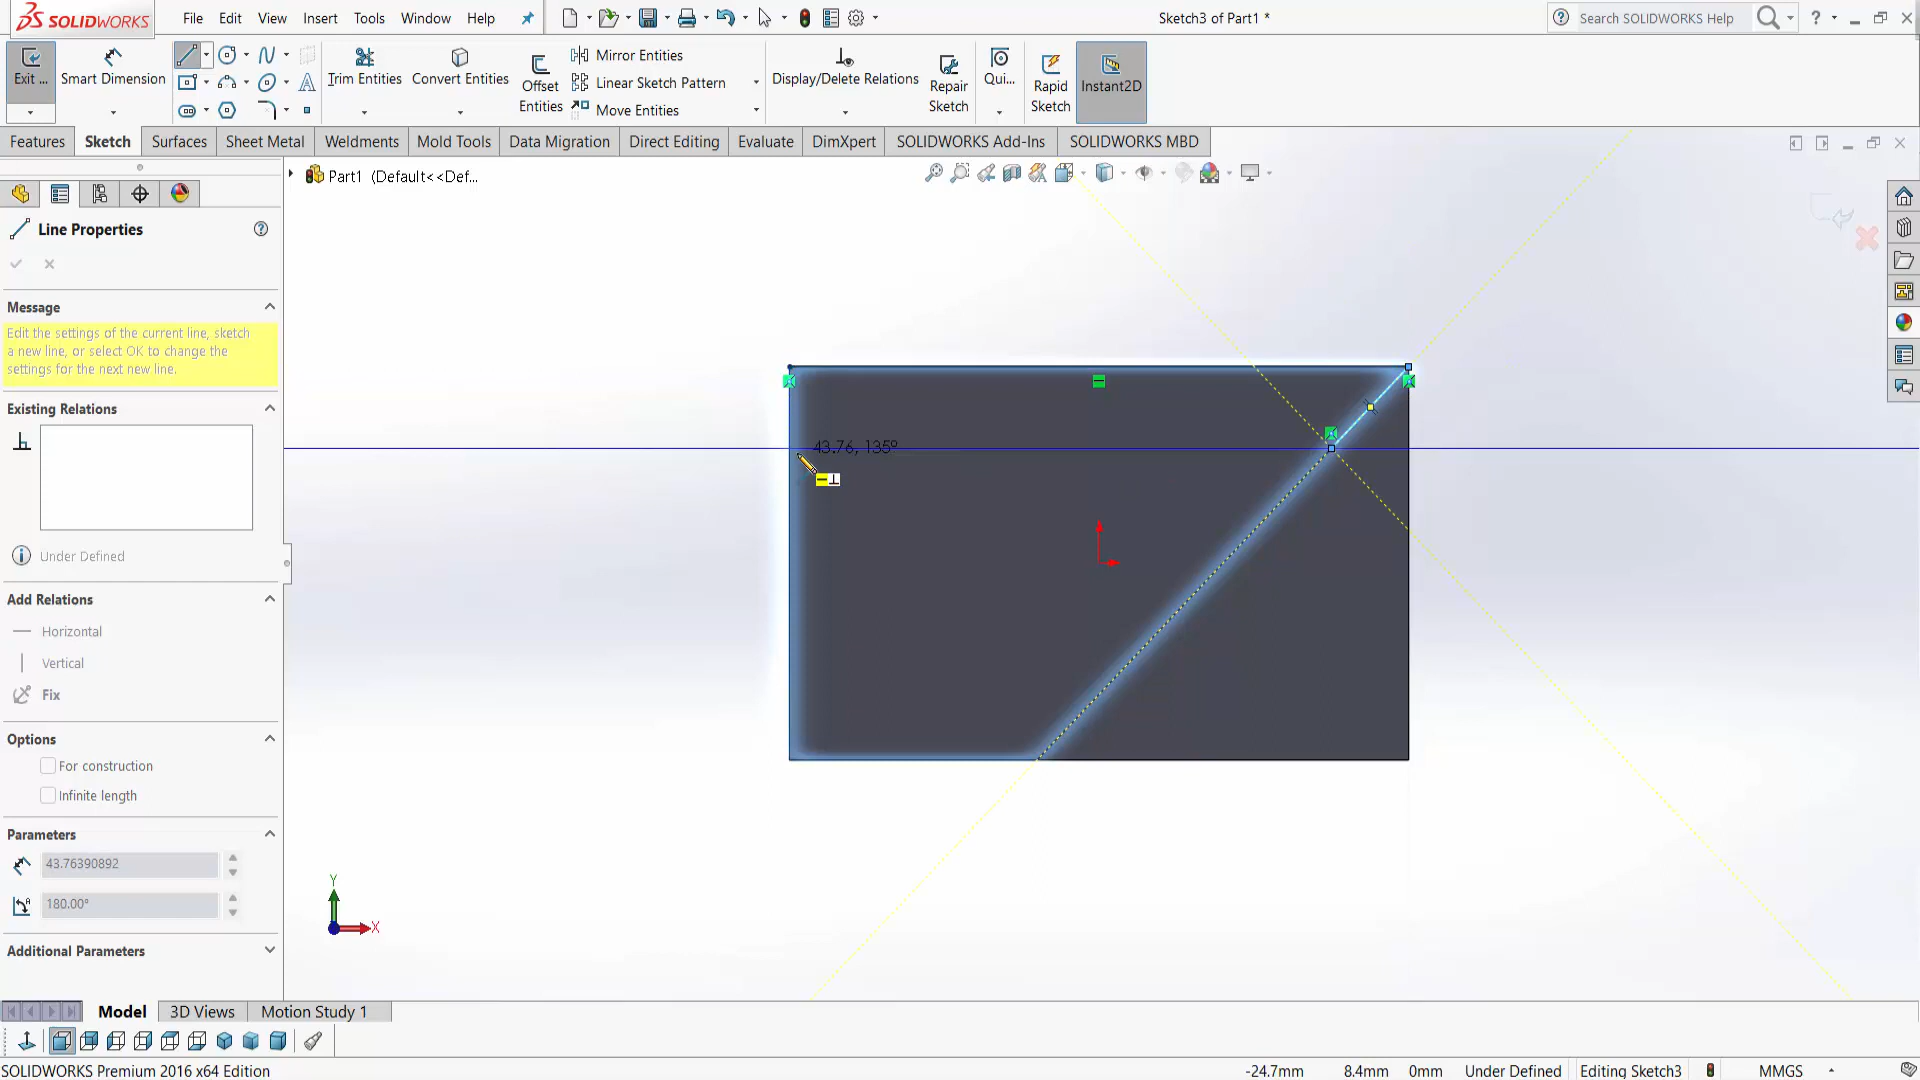 SOLIDWORKS
File Edit View Insert Tools Window Help
Sketch3 of Part1 *
Search SOLIDWORKS Help
Exit ...
Smart Dimension
Trim Entities
Convert Entities
Offset
Entities
Mirror Entities
Linear Sketch Pattern
Move Entities
Display/Delete Relations
Repair
Sketch
Qui...
Rapid
Sketch
Instant2D
Features Sketch Surfaces Sheet Metal Weldments Mold Tools Data Migration Direct Editing Evaluate DimXpert SOLIDWORKS Add-Ins SOLIDWORKS MBD
Part1 (Default<<Def...
Line Properties
Message
Edit the settings of the current line, sketch
a new line, or select OK to change the
settings for the next new line.
Existing Relations
Under Defined
Add Relations
Horizontal
Vertical
Fix
Options
For construction
Infinite length
Parameters
43.76390892
180.00°
Additional Parameters
43.76, 135°
Y
X
Model 3D Views Motion Study 1
SOLIDWORKS Premium 2016 x64 Edition
-24.7mm 8.4mm 0mm Under Defined Editing Sketch3 MMGS